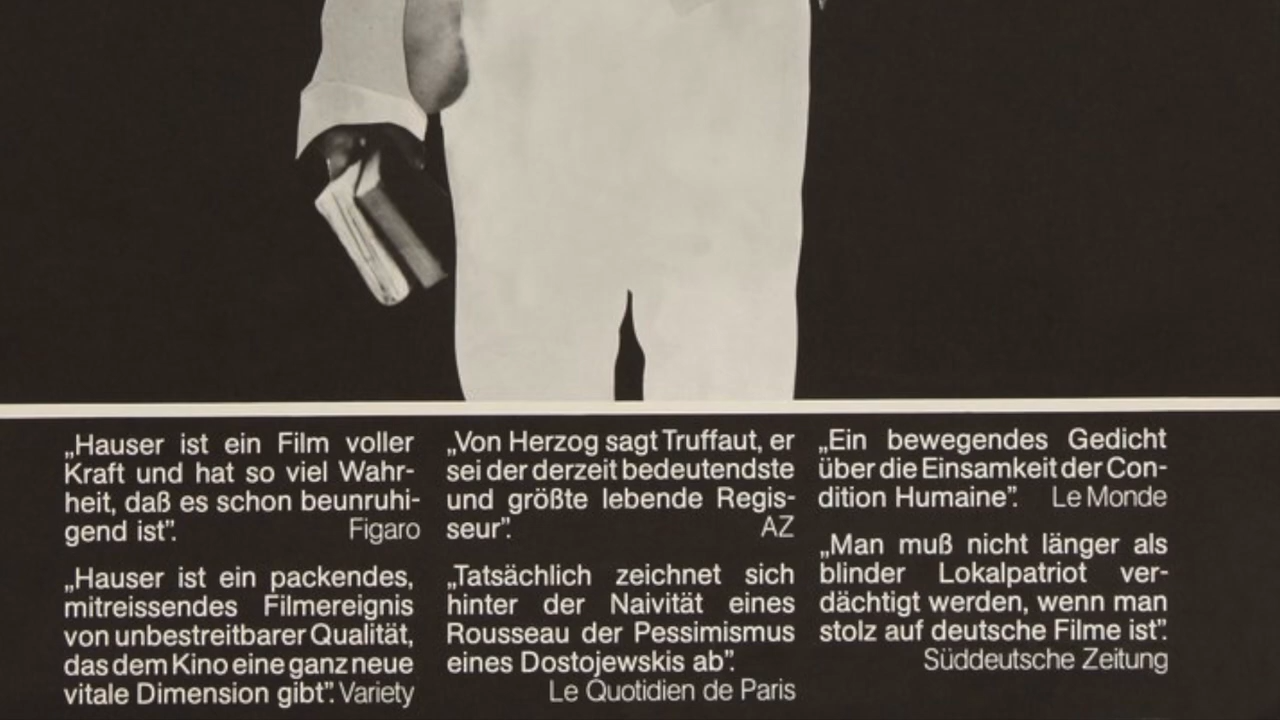 „Hauser ist ein Film voller
Kraft und hat so viel Wahr-
heit, daß es schon beunruhi-
gend ist”. Figaro
„Hauser ist ein packendes,
mitreissendes Filmereignis
von unbestreitbarer Qualität,
das dem Kino eine ganz neue
vitale Dimension gibt”. Variety
„Von Herzog sagt Truffaut, er
sei der derzeit bedeutendste
und größte lebende Regis-
seur”. AZ
„Tatsächlich zeichnet sich
hinter der Naivität eines
Rousseau der Pessimismus
eines Dostojewskis ab”.
Le Quotidien de Paris
„Ein bewegendes Gedicht
über die Einsamkeit der Con-
dition Humaine”. Le Monde
„Man muß nicht länger als
blinder Lokalpatriot ver-
dächtigt werden, wenn man
stolz auf deutsche Filme ist”.
Süddeutsche Zeitung